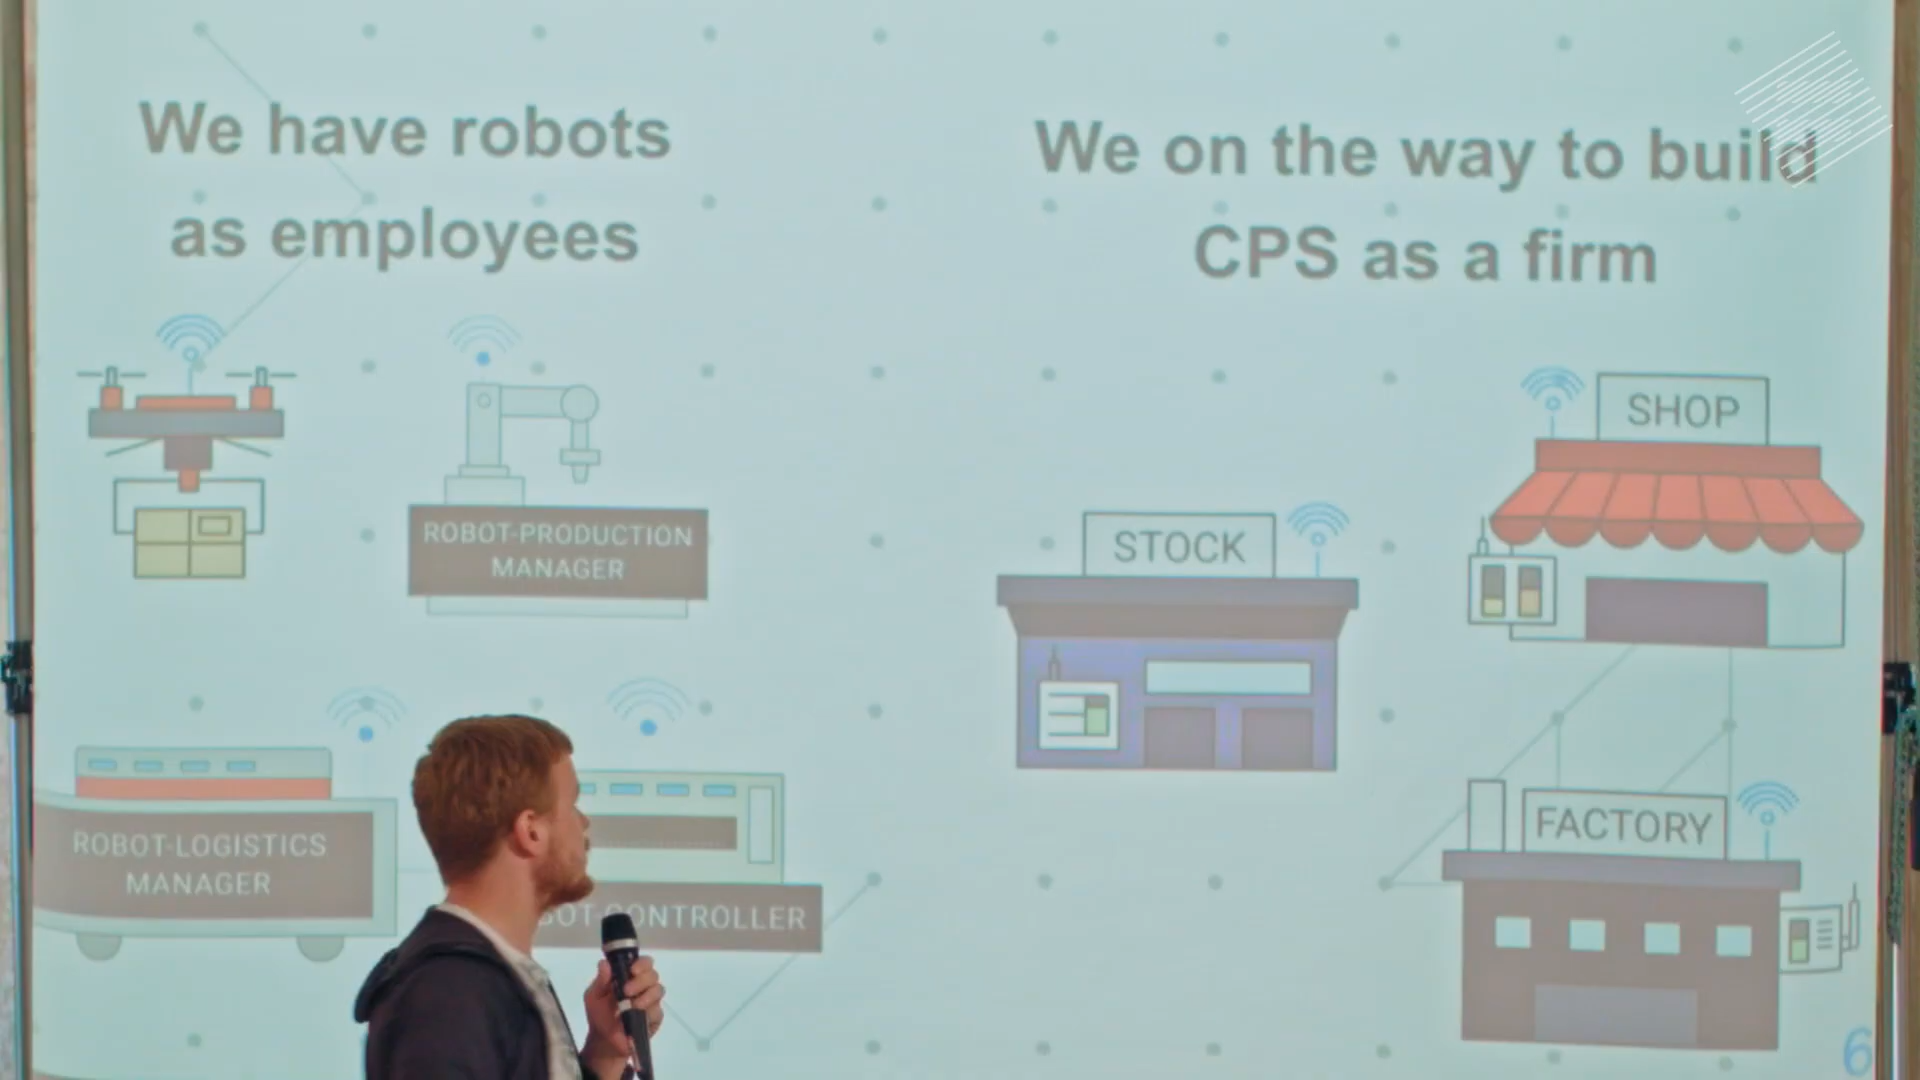 We have robots
as employees
We on the way to build
CPS as a firm
ROBOT-PRODUCTION
MANAGER
ROBOT-LOGISTICS
MANAGER
BOT-CONTROLLER
STOCK
SHOP
FACTORY
6